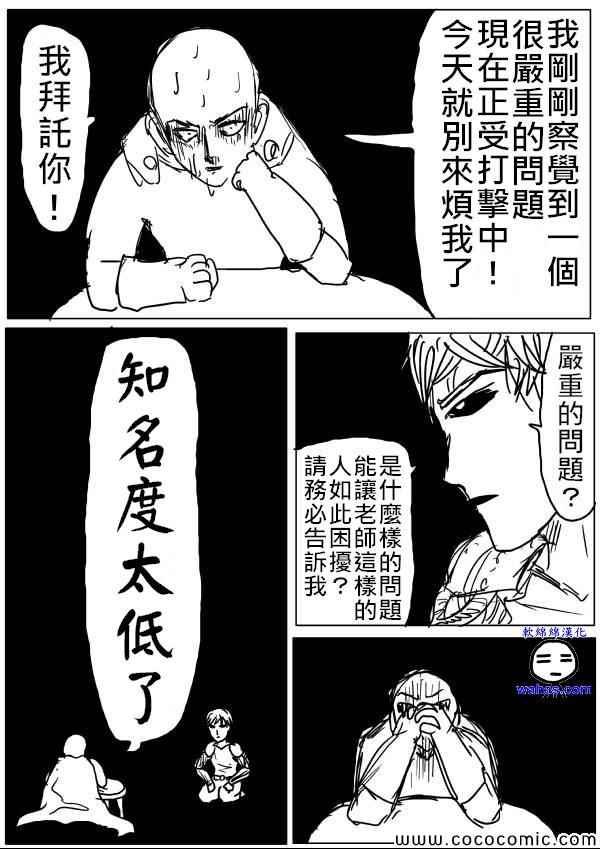 我剛剛察覺到一個
很嚴重的問題
現在正受打擊中！
今天就別來煩我了
我拜託你！
嚴重的問題？
是什麼樣的問題
能讓老師這樣的
人如此困擾？
請務必告訴我
軟綿綿漢化
wahas.com
知名度太低了
www.cococomic.com